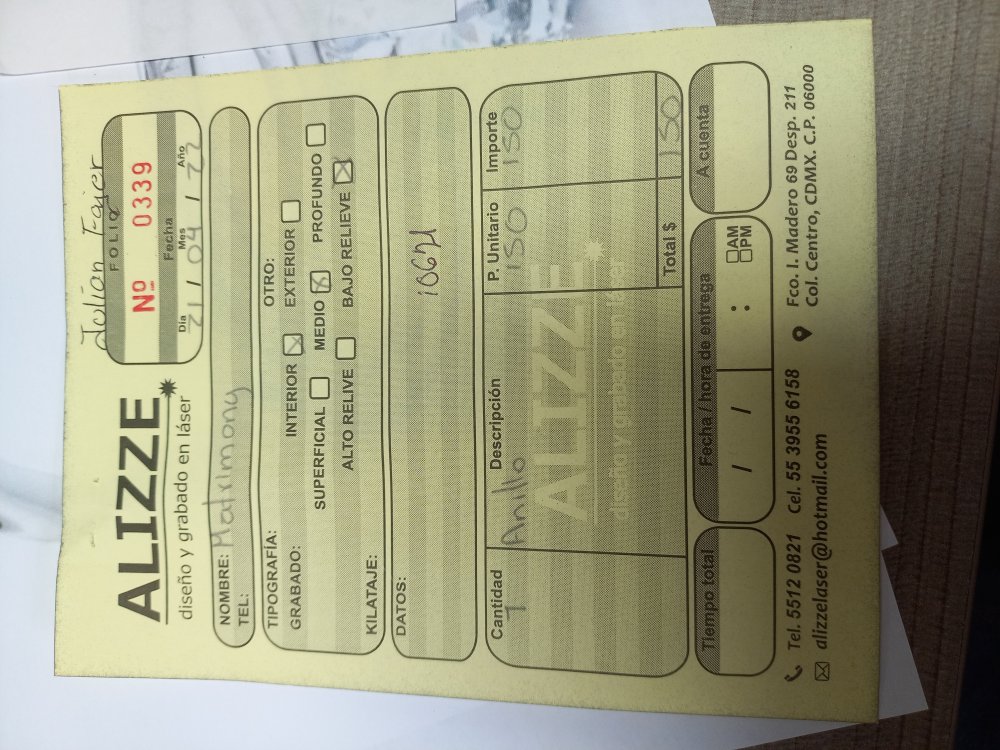 Julian
ALIZZE
diseño y grabado en láser
FOLIO
Nº 0339
Fecha
Día Mes Año
21 / 04 / 22
NOMBRE: Matrimony
TEL:
TIPOGRAFÍA:
GRABADO:
INTERIOR ☒ EXTERIOR ☐ OTRO:
SUPERFICIAL ☐ MEDIO ☒ PROFUNDO ☐
ALTO RELIVE ☐ BAJO RELIEVE ☒
KILATAJE:
DATOS:
Cantidad Descripción P. Unitario Importe
1 Anillo 150 150
ALIZZE
diseño y grabado en láser
Total $ 150
Tiempo total Fecha / hora de entrega A cuenta
/ / : ☐AM ☐PM
Tel. 5512 0821 Cel. 55 3955 6158 Fco. I. Madero 69 Desp. 211
alizzelaser@hotmail.com Col. Centro, CDMX. C.P. 06000